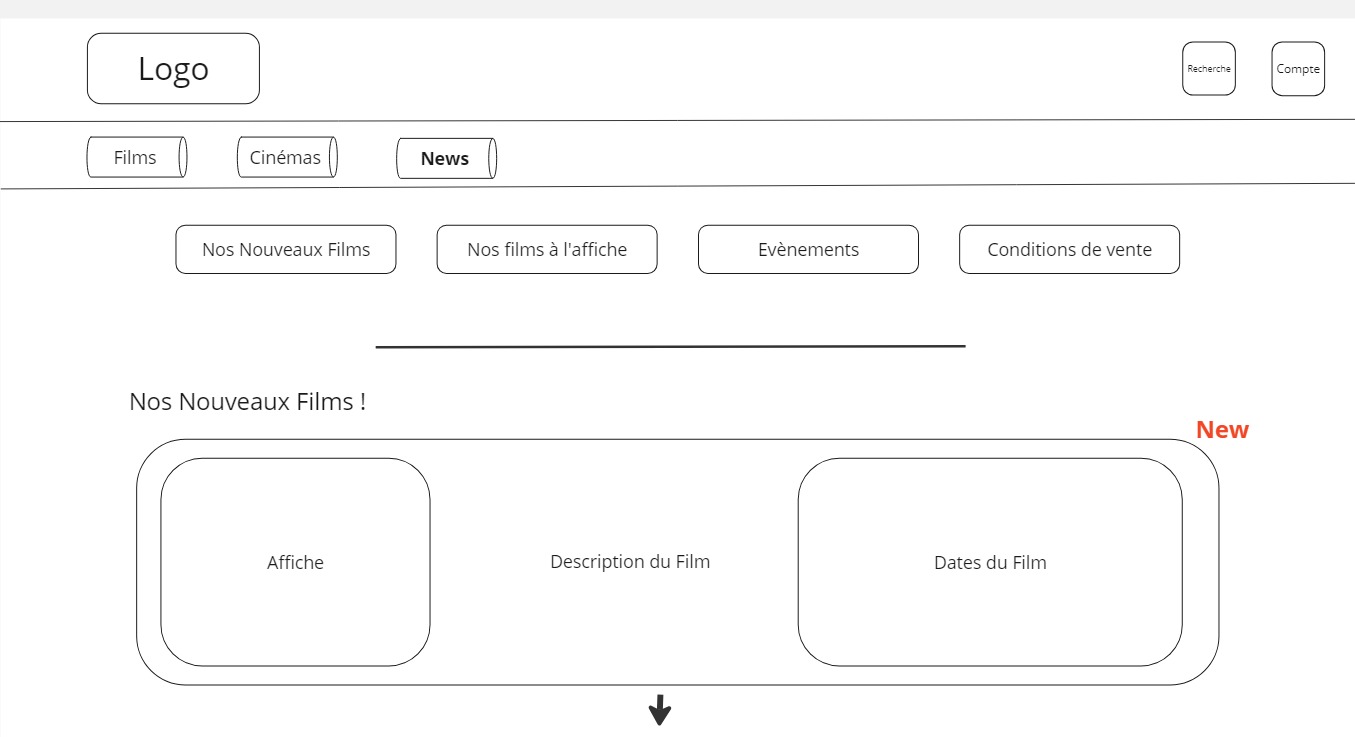 Logo
Recherche
Compte
Films
Cinémas
News
Nos Nouveaux Films
Nos films à l'affiche
Evènements
Conditions de vente
Nos Nouveaux Films !
New
Affiche
Description du Film
Dates du Film